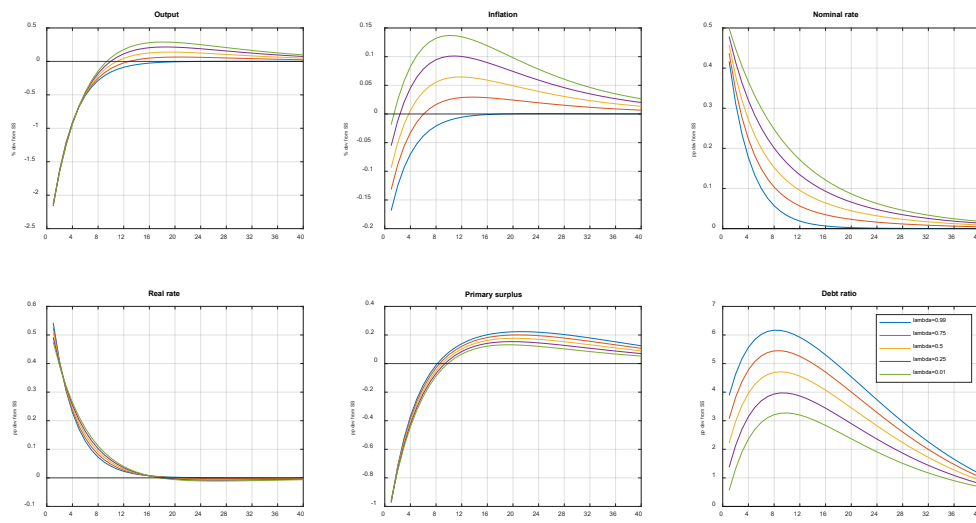 Output
% dev from SS
0.5
0
-0.5
-1
-1.5
-2
-2.5
0 4 8 12 16 20 24 28 32 36 40
Inflation
% dev from SS
0.15
0.1
0.05
0
-0.05
-0.1
-0.15
-0.2
0 4 8 12 16 20 24 28 32 36 40
Nominal rate
pp dev from SS
0.5
0.4
0.3
0.2
0.1
0
0 4 8 12 16 20 24 28 32 36 40
Real rate
pp dev from SS
0.6
0.5
0.4
0.3
0.2
0.1
0
-0.1
0 4 8 12 16 20 24 28 32 36 40
Primary surplus
pp dev from SS
0.4
0.2
0
-0.2
-0.4
-0.6
-0.8
-1
0 4 8 12 16 20 24 28 32 36 40
Debt ratio
pp dev from SS
7
6
5
4
3
2
1
0
0 4 8 12 16 20 24 28 32 36
lambda=0.99
lambda=0.75
lambda=0.5
lambda=0.25
lambda=0.01